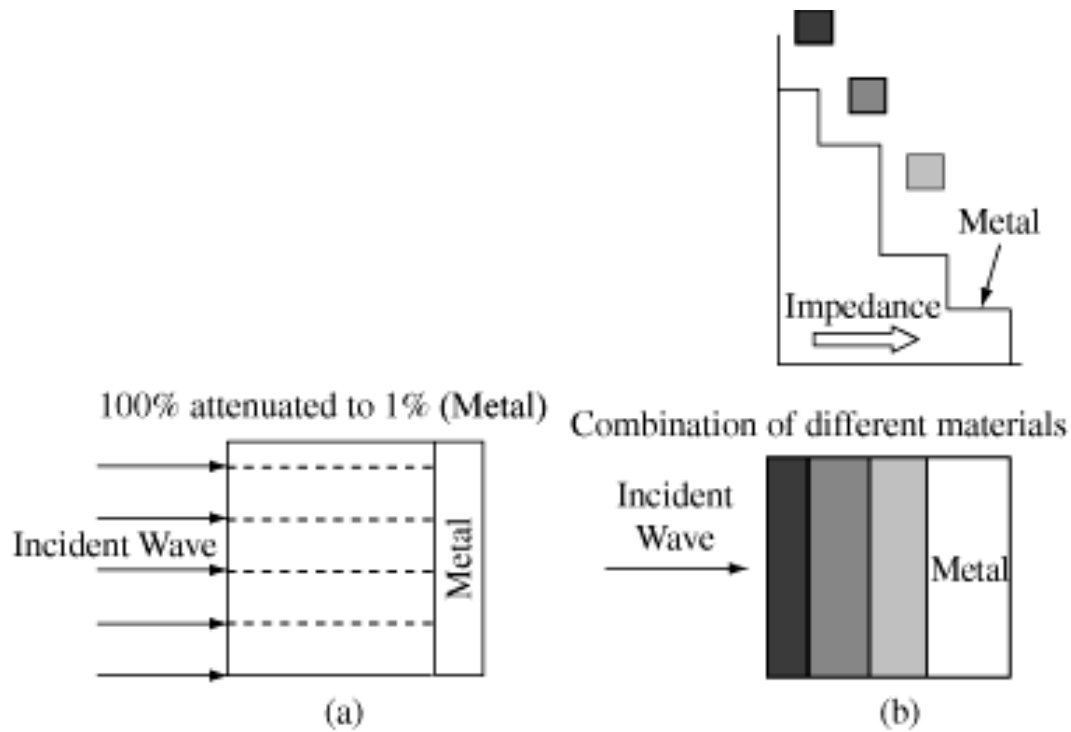 Metal
Impedance
100% attenuated to 1% (Metal)
Incident Wave
Metal
(a)
Combination of different materials
Incident
Wave
Metal
(b)